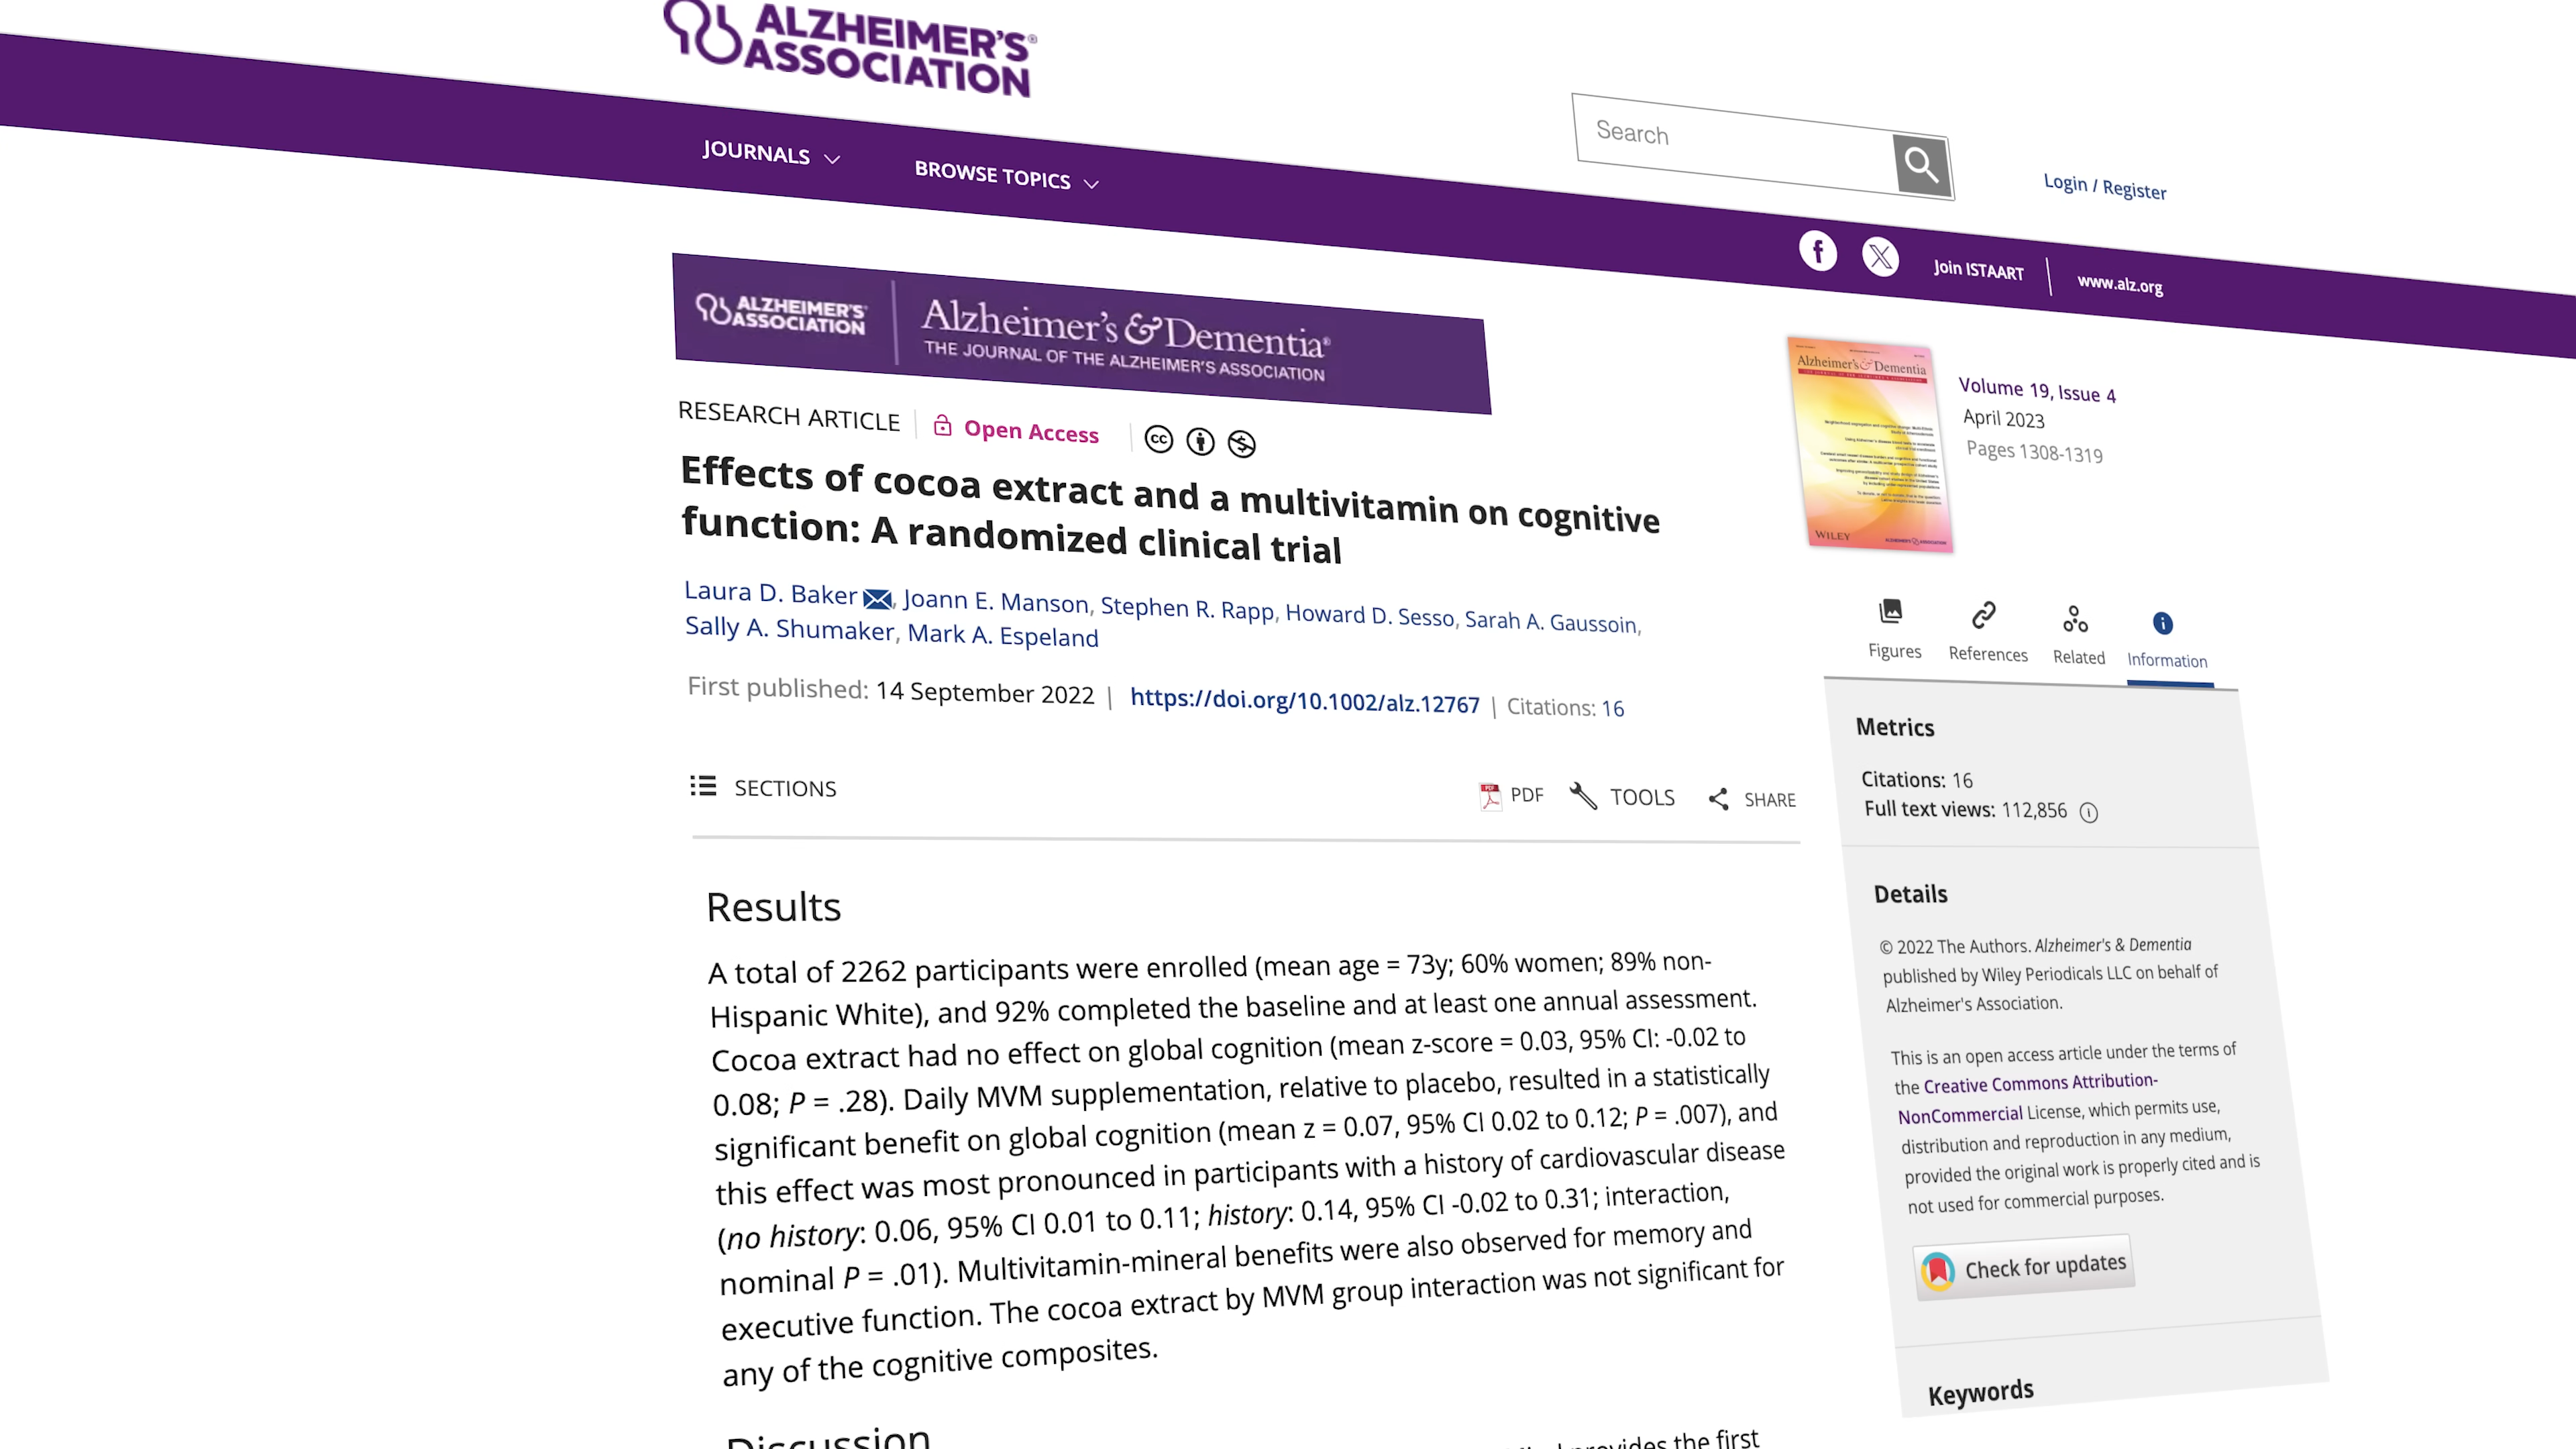 ALZHEIMER'S®
ASSOCIATION
Search
Login / Register
JOURNALS
BROWSE TOPICS
Join ISTAART
www.alz.org
ALZHEIMER'S
ASSOCIATION
Alzheimer's & Dementia®
THE JOURNAL OF THE ALZHEIMER'S ASSOCIATION
RESEARCH ARTICLE
Open Access
Effects of cocoa extract and a multivitamin on cognitive
function: A randomized clinical trial
Laura D. Baker, Joann E. Manson, Stephen R. Rapp, Howard D. Sesso, Sarah A. Gaussoin,
Sally A. Shumaker, Mark A. Espeland
First published: 14 September 2022 | https://doi.org/10.1002/alz.12767 | Citations: 16
SECTIONS
PDF
TOOLS
SHARE
Results
A total of 2262 participants were enrolled (mean age = 73y; 60% women; 89% non-
Hispanic White), and 92% completed the baseline and at least one annual assessment.
Cocoa extract had no effect on global cognition (mean z-score = 0.03, 95% CI: -0.02 to
0.08; P = .28). Daily MVM supplementation, relative to placebo, resulted in a statistically
significant benefit on global cognition (mean z = 0.07, 95% CI 0.02 to 0.12; P = .007), and
this effect was most pronounced in participants with a history of cardiovascular disease
(no history: 0.06, 95% CI 0.01 to 0.11; history: 0.14, 95% CI -0.02 to 0.31; interaction,
nominal P = .01). Multivitamin-mineral benefits were also observed for memory and
executive function. The cocoa extract by MVM group interaction was not significant for
any of the cognitive composites.
Discussion
provides the first
Alzheimer's & Dementia
WILEY
Volume 19, Issue 4
April 2023
Pages 1308-1319
Figures
References
Related
Information
Metrics
Citations: 16
Full text views: 112,856
Details
© 2022 The Authors. Alzheimer's & Dementia
published by Wiley Periodicals LLC on behalf of
Alzheimer's Association.
This is an open access article under the terms of
the Creative Commons Attribution-
NonCommercial License, which permits use,
distribution and reproduction in any medium,
provided the original work is properly cited and is
not used for commercial purposes.
Check for updates
Keywords